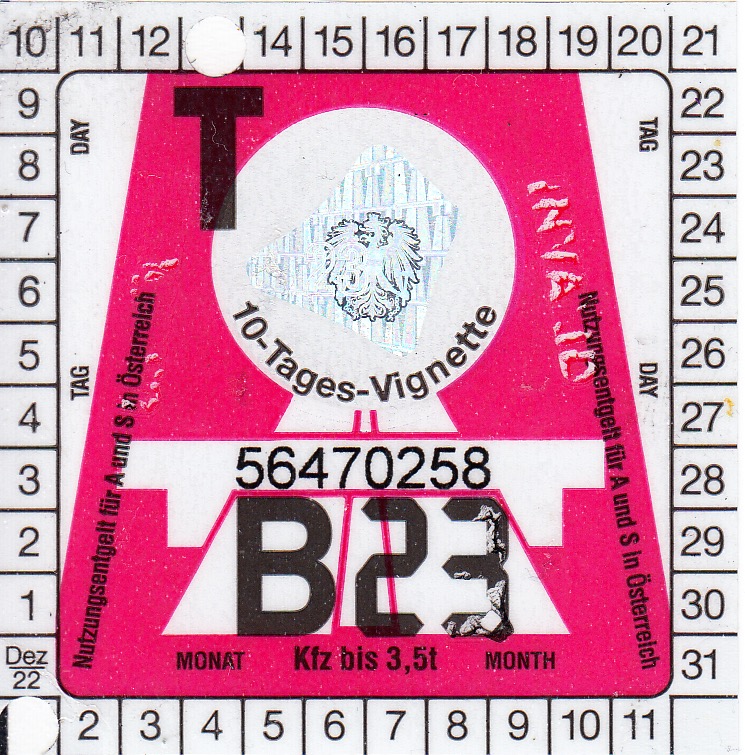 10 11 12 14 15 16 17 18 19 20 21
9 22
8 23
7 24
6 25
5 26
4 27
3 28
2 29
1 30
Dez
22
31
2 3 4 5 6 7 8 9 10 11
DAY
TAG
T
TAG
DAY
10-Tages-Vignette
INVALID
Nutzungsentgelt für A und S in Österreich
Nutzungsentgelt für A und S in Österreich
56470258
B23
MONAT Kfz bis 3,5t MONTH